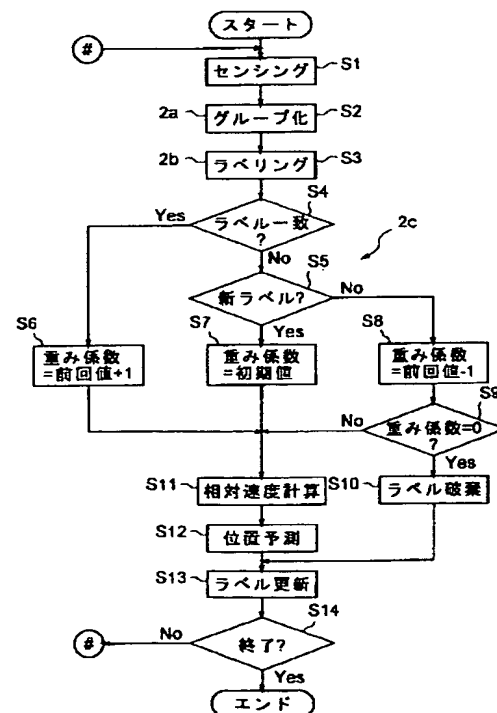 スタート
#
センシング
S1
2a
グループ化
S2
2b
ラベリング
S3
S4
Yes
ラベル一致
?
2c
No
S5
新ラベル?
No
S6
S7
Yes
S8
重み係数
=前回値+1
重み係数
=初期値
重み係数
=前回値-1
S9
No
重み係数=0
?
Yes
S11
相対速度計算
S10
ラベル破棄
S12
位置予測
S13
ラベル更新
S14
#
No
終了?
Yes
エンド